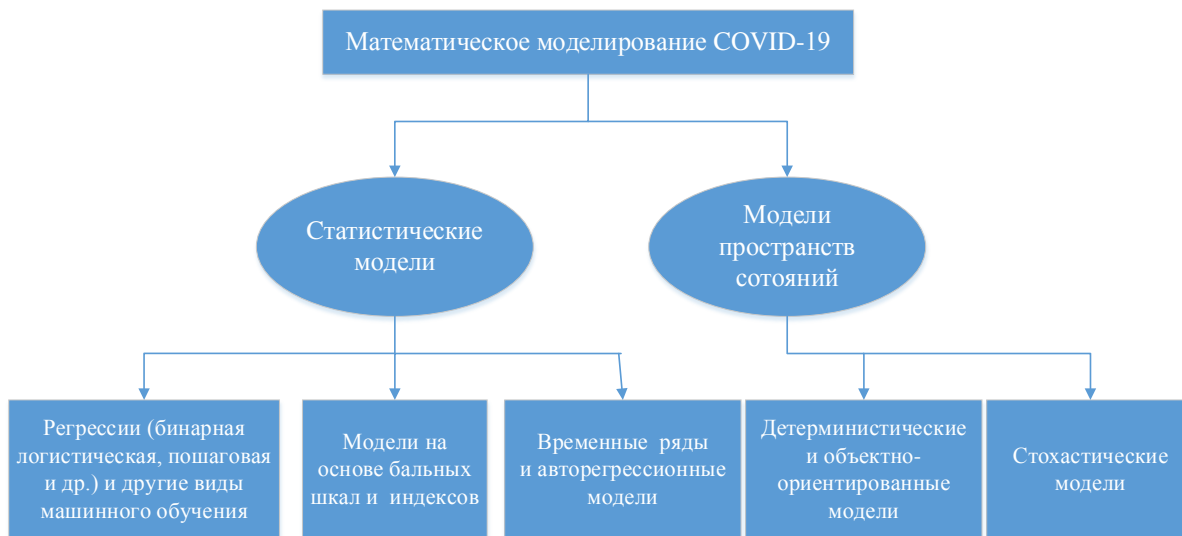 Математическое моделирование COVID-19
Статистические
модели
Модели
пространств
сотояний
Регрессии (бинарная
логистическая, пошаговая
и др.) и другие виды
машинного обучения
Модели на
основе бальных
шкал и индексов
Временные ряды
и авторегрессионные
модели
Детерминистические
и объектно-
ориентированные
модели
Стохастические
модели